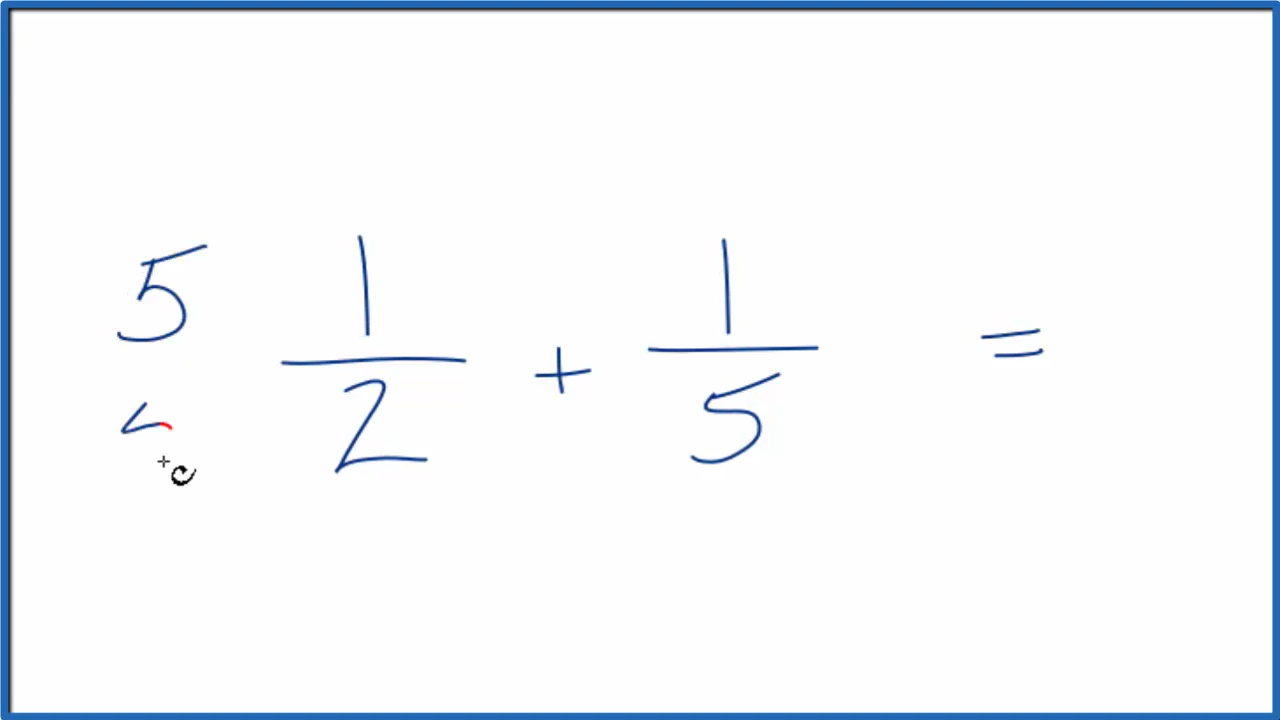 5 1/2 + 1/5 =